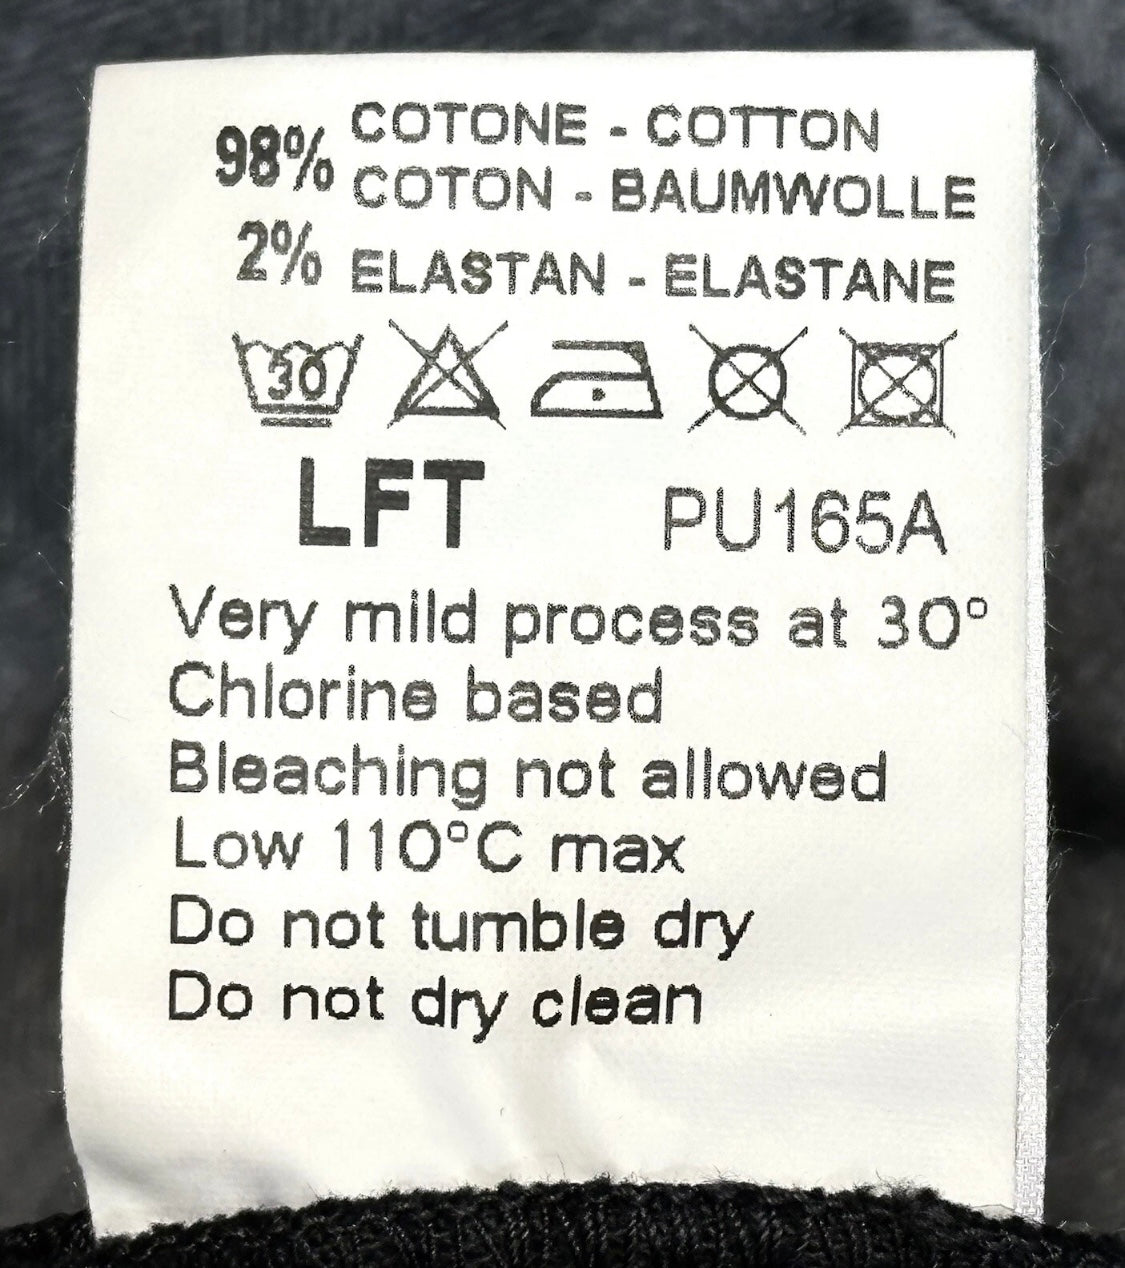 98% COTONE - COTTON
COTON - BAUMWOLLE
2% ELASTAN - ELASTANE
30
LFT PU165A
Very mild process at 30°
Chlorine based
Bleaching not allowed
Low 110°C max
Do not tumble dry
Do not dry clean